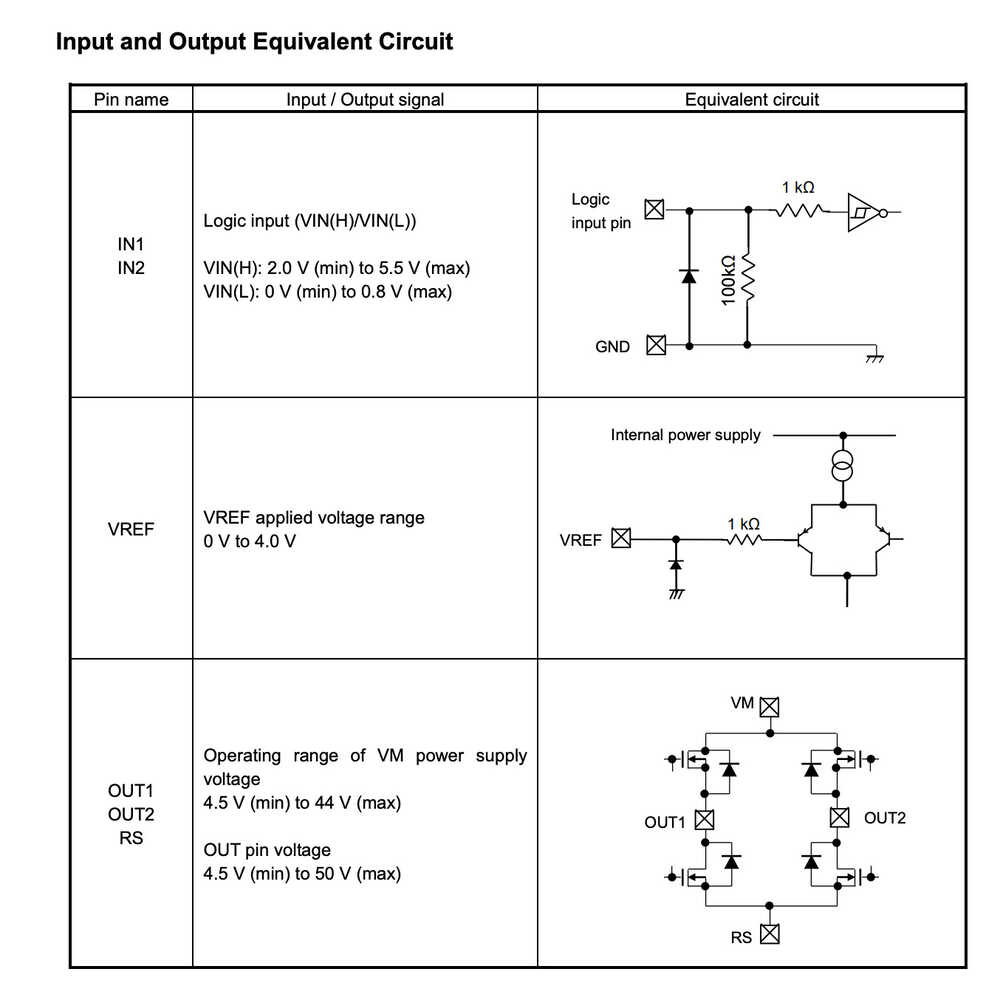 Input and Output Equivalent Circuit
Pin name
Input / Output signal
Equivalent circuit
IN1
IN2
Logic input (VIN(H)/VIN(L))
VIN(H): 2.0 V (min) to 5.5 V (max)
VIN(L): 0 V (min) to 0.8 V (max)
Logic
input pin
1 kΩ
100kΩ
GND
VREF
VREF applied voltage range
0 V to 4.0 V
Internal power supply
VREF
1 kΩ
OUT1
OUT2
RS
Operating range of VM power supply
voltage
4.5 V (min) to 44 V (max)
OUT pin voltage
4.5 V (min) to 50 V (max)
VM
OUT1
OUT2
RS